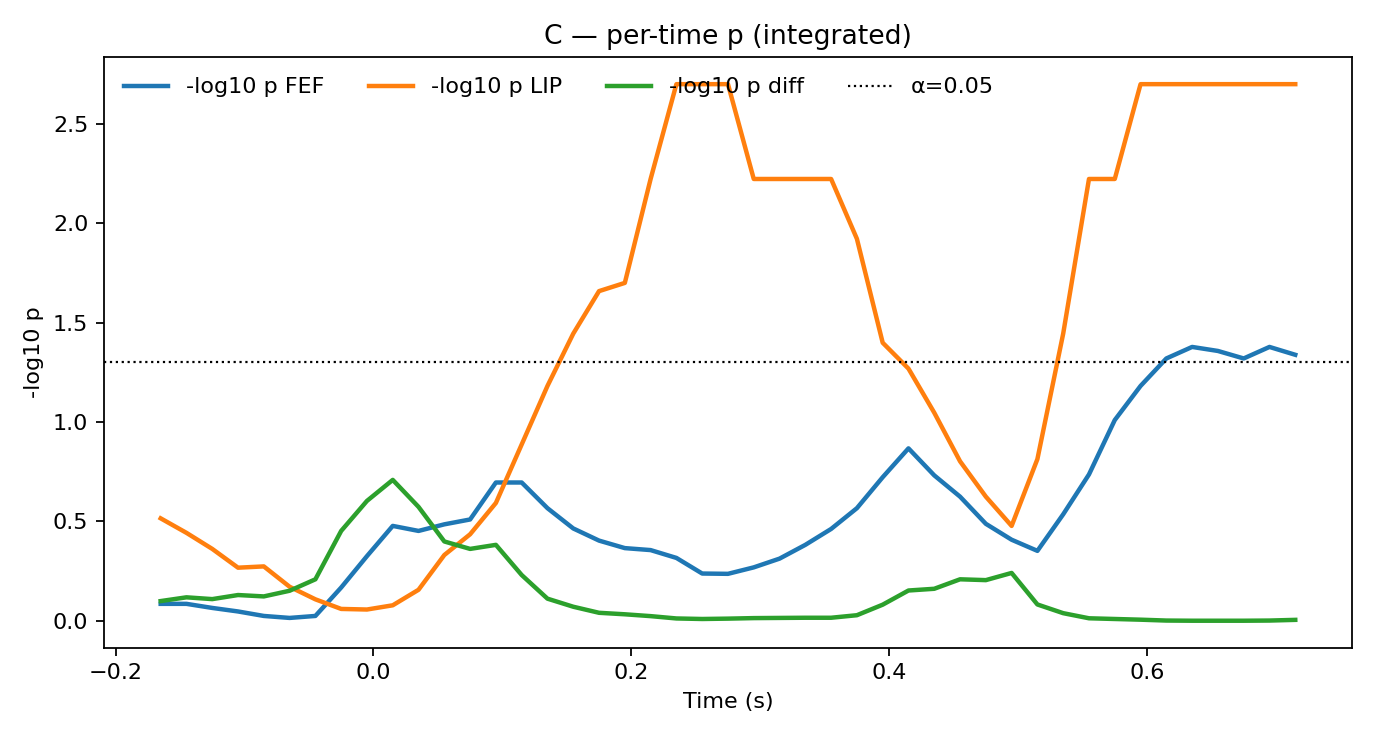 C — per-time p (integrated)
-log10 p FEF -log10 p LIP -log10 p diff α=0.05
2.5
2.0
1.5
1.0
0.5
0.0
-log10 p
−0.2 0.0 0.2 0.4 0.6
Time (s)